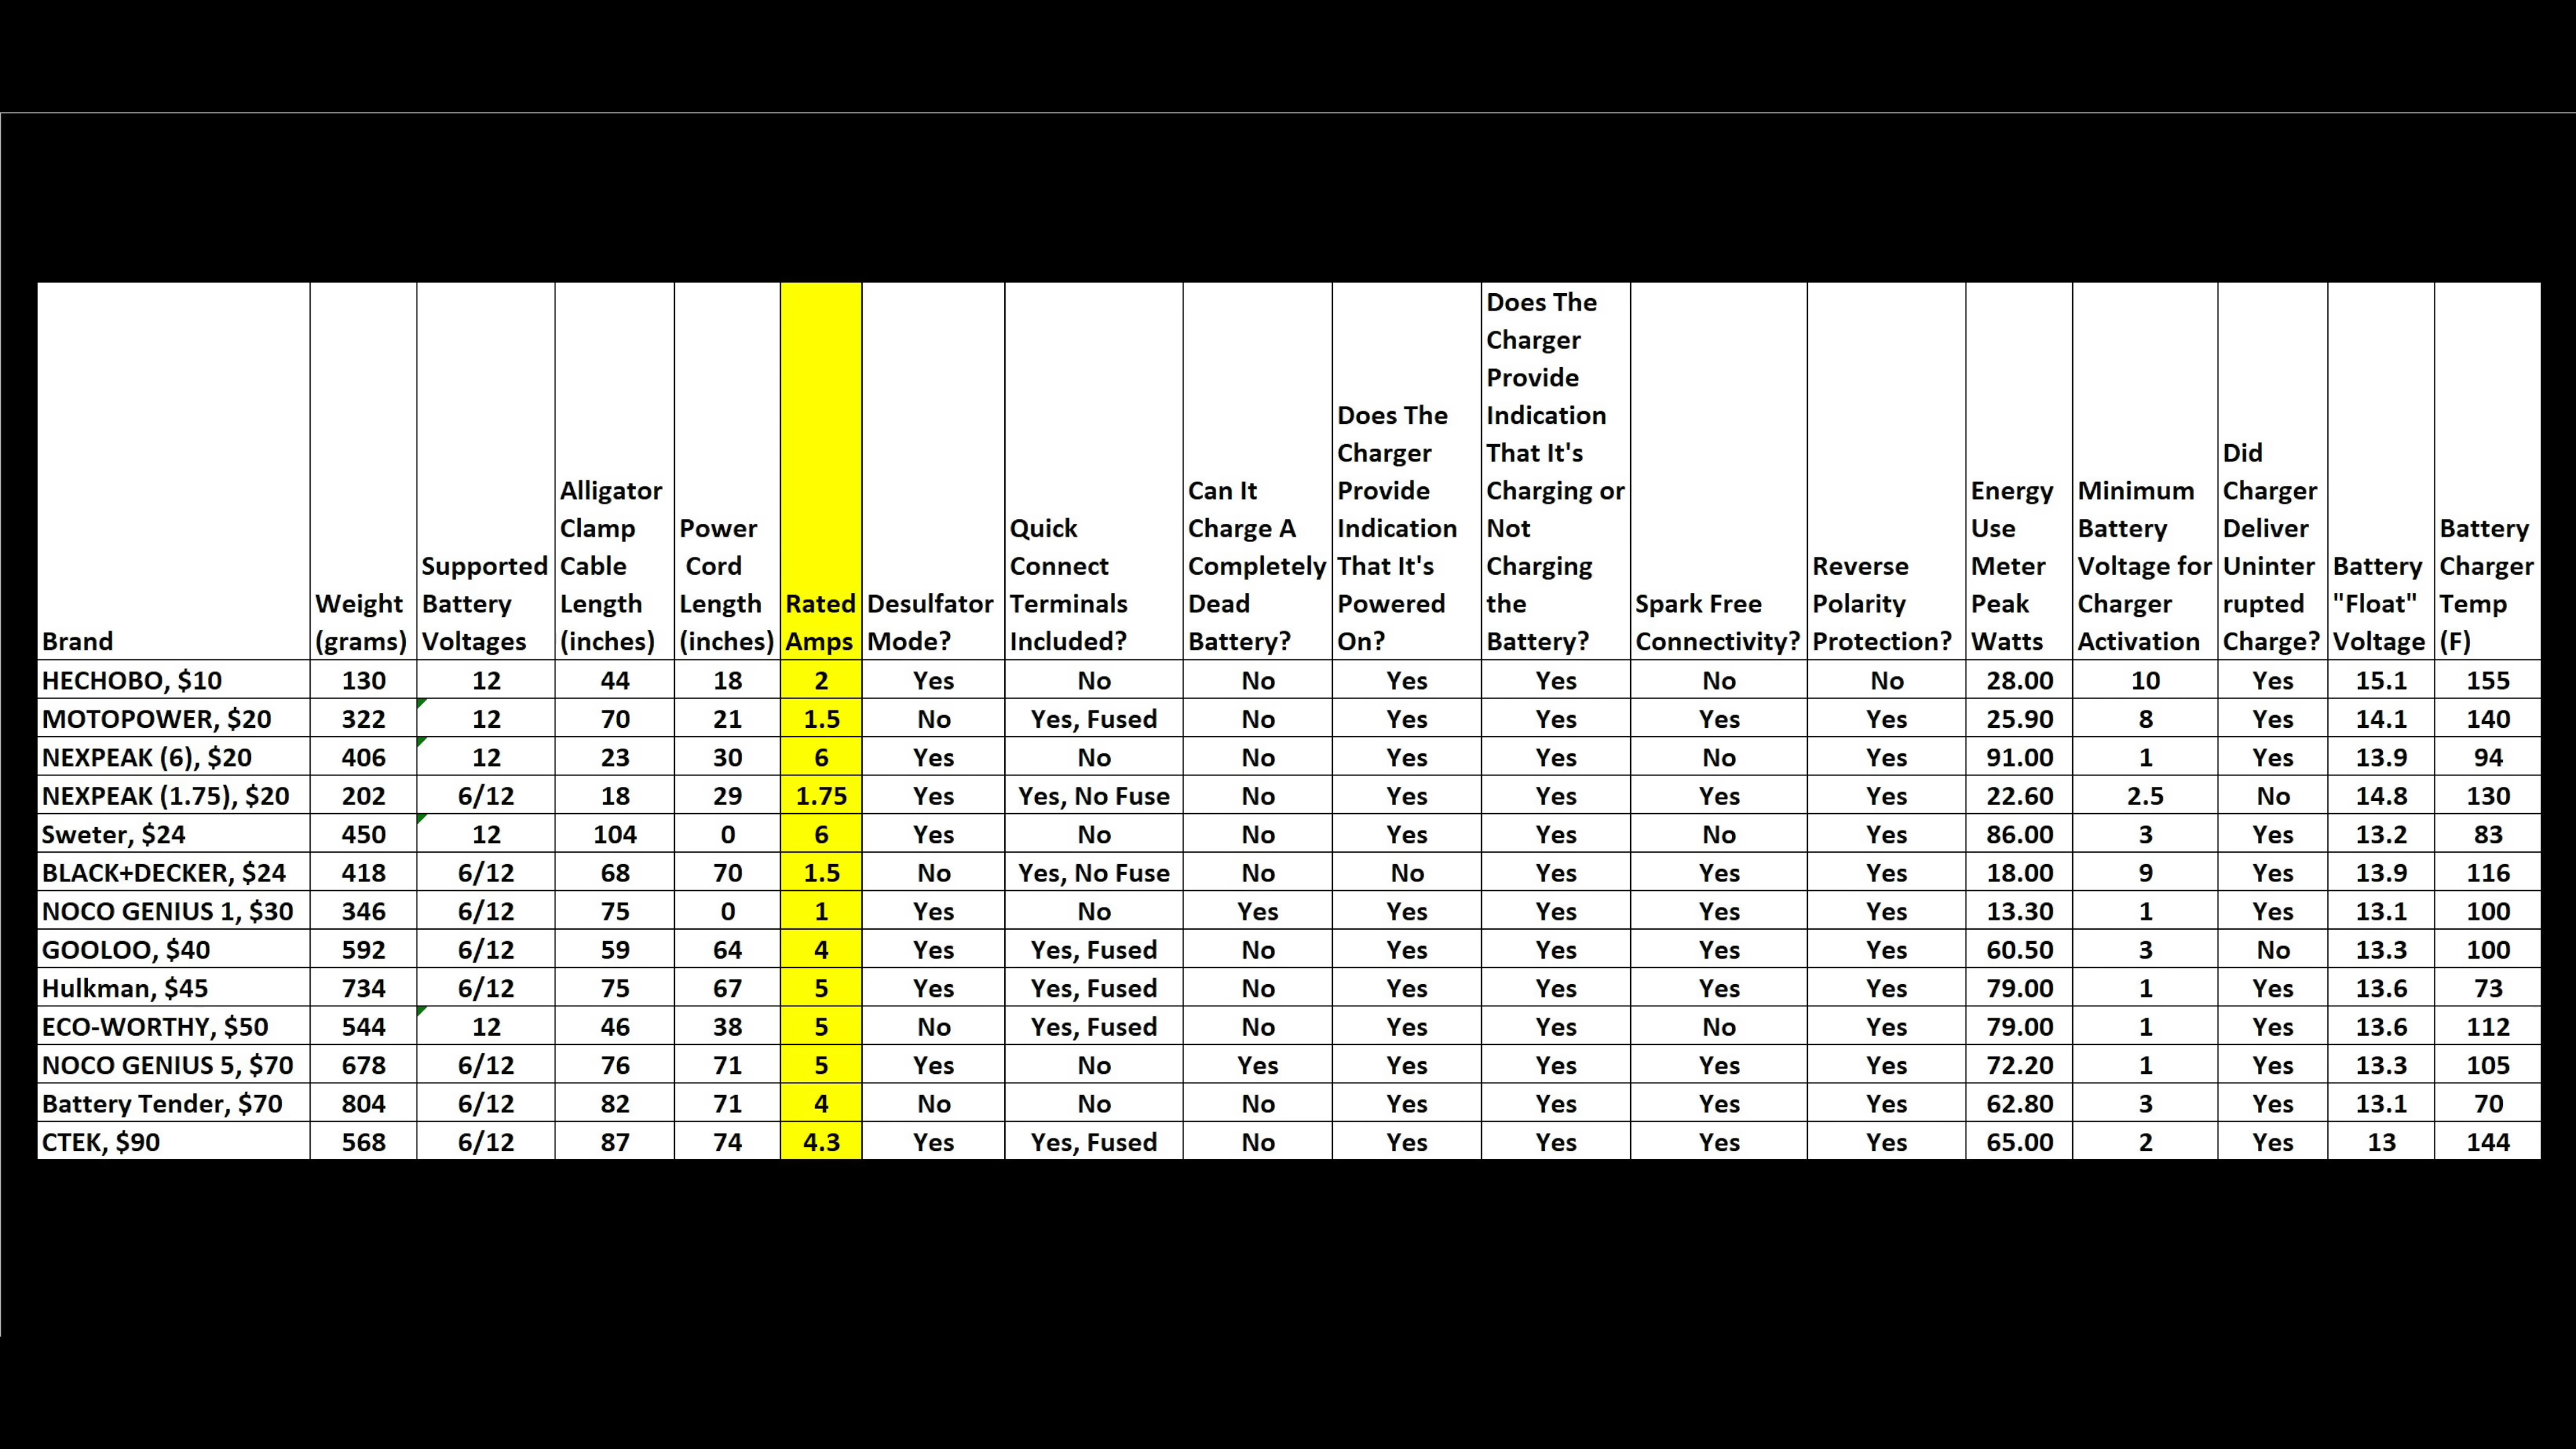 Brand Weight (grams) Supported Battery Voltages Alligator Clamp Cable Length (inches) Power Cord Length (inches) Rated Amps Desulfator Mode? Quick Connect Terminals Included? Can It Charge A Completely Dead Battery? Does The Charger Provide Indication That It's Powered On? Does The Charger Provide Indication That It's Charging or Not Charging the Battery? Spark Free Connectivity? Reverse Polarity Protection? Energy Use Meter Peak Watts Minimum Battery Voltage for Charger Activation Did Charger Deliver Uninter rupted Charge? Battery "Float" Voltage Battery Charger Temp (F)
HECHOBO, $10 130 12 44 18 2 Yes No No Yes Yes No No 28.00 10 Yes 15.1 155
MOTOPOWER, $20 322 12 70 21 1.5 No Yes, Fused No Yes Yes Yes Yes 25.90 8 Yes 14.1 140
NEXPEAK (6), $20 406 12 23 30 6 Yes No No Yes Yes No Yes 91.00 1 Yes 13.9 94
NEXPEAK (1.75), $20 202 6/12 18 29 1.75 Yes Yes, No Fuse No Yes Yes Yes Yes 22.60 2.5 No 14.8 130
Sweter, $24 450 12 104 0 6 Yes No No Yes Yes No Yes 86.00 3 Yes 13.2 83
BLACK+DECKER, $24 418 6/12 68 70 1.5 No Yes, No Fuse No No Yes Yes Yes 18.00 9 Yes 13.9 116
NOCO GENIUS 1, $30 346 6/12 75 0 1 Yes No Yes Yes Yes Yes Yes 13.30 1 Yes 13.1 100
GOOLOO, $40 592 6/12 59 64 4 Yes Yes, Fused No Yes Yes Yes Yes 60.50 3 No 13.3 100
Hulkman, $45 734 6/12 75 67 5 Yes Yes, Fused No Yes Yes Yes Yes 79.00 1 Yes 13.6 73
ECO-WORTHY, $50 544 12 46 38 5 No Yes, Fused No Yes Yes No Yes 79.00 1 Yes 13.6 112
NOCO GENIUS 5, $70 678 6/12 76 71 5 Yes No Yes Yes Yes Yes Yes 72.20 1 Yes 13.3 105
Battery Tender, $70 804 6/12 82 71 4 No No No Yes Yes Yes Yes 62.80 3 Yes 13.1 70
CTEK, $90 568 6/12 87 74 4.3 Yes Yes, Fused No Yes Yes Yes Yes 65.00 2 Yes 13 144